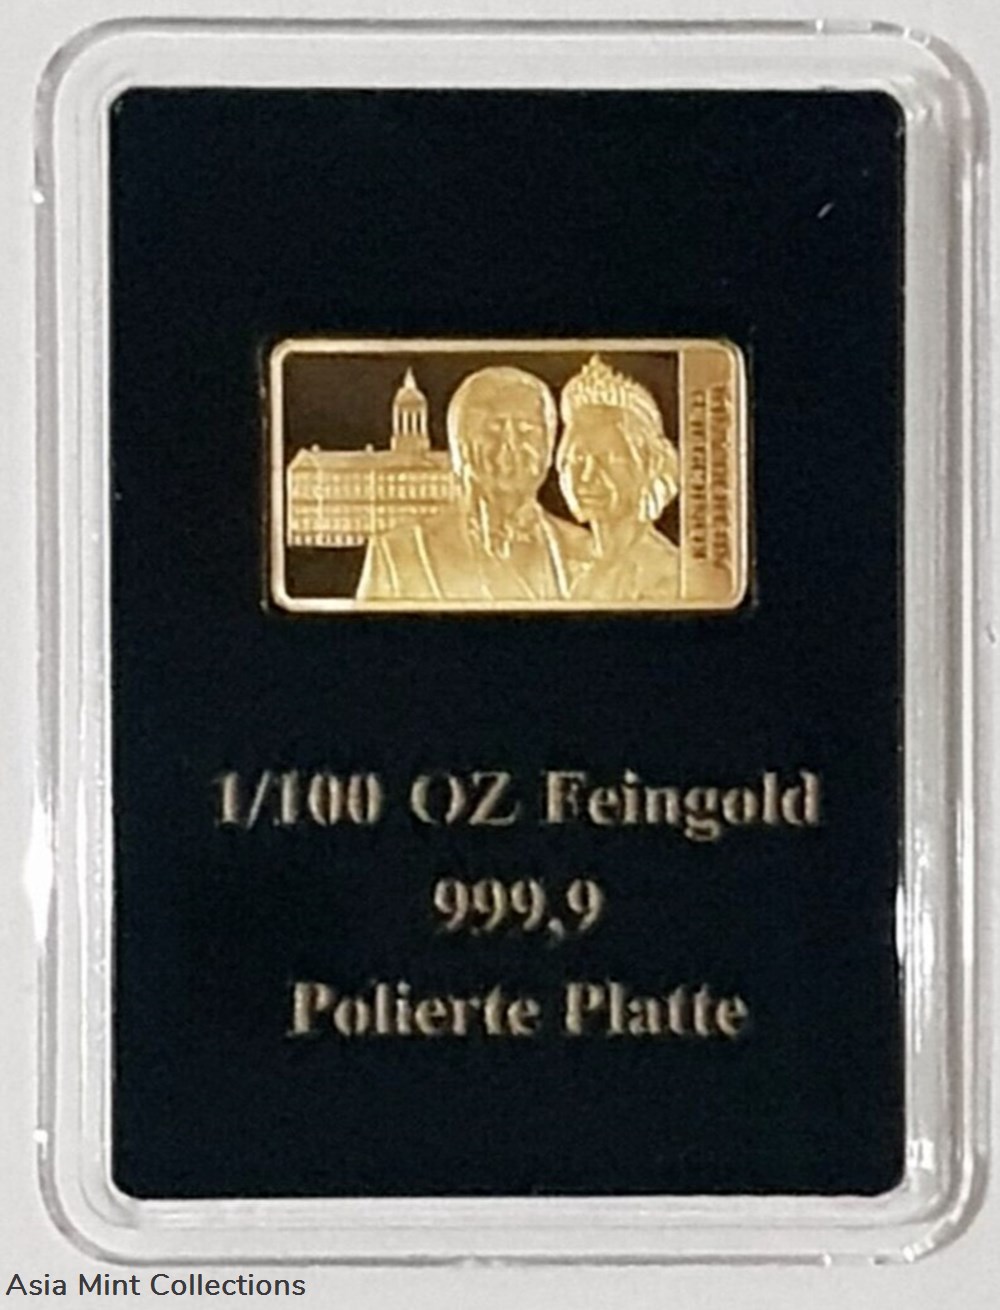 1/100 OZ Feingold
999,9
Polierte Platte
Asia Mint Collections